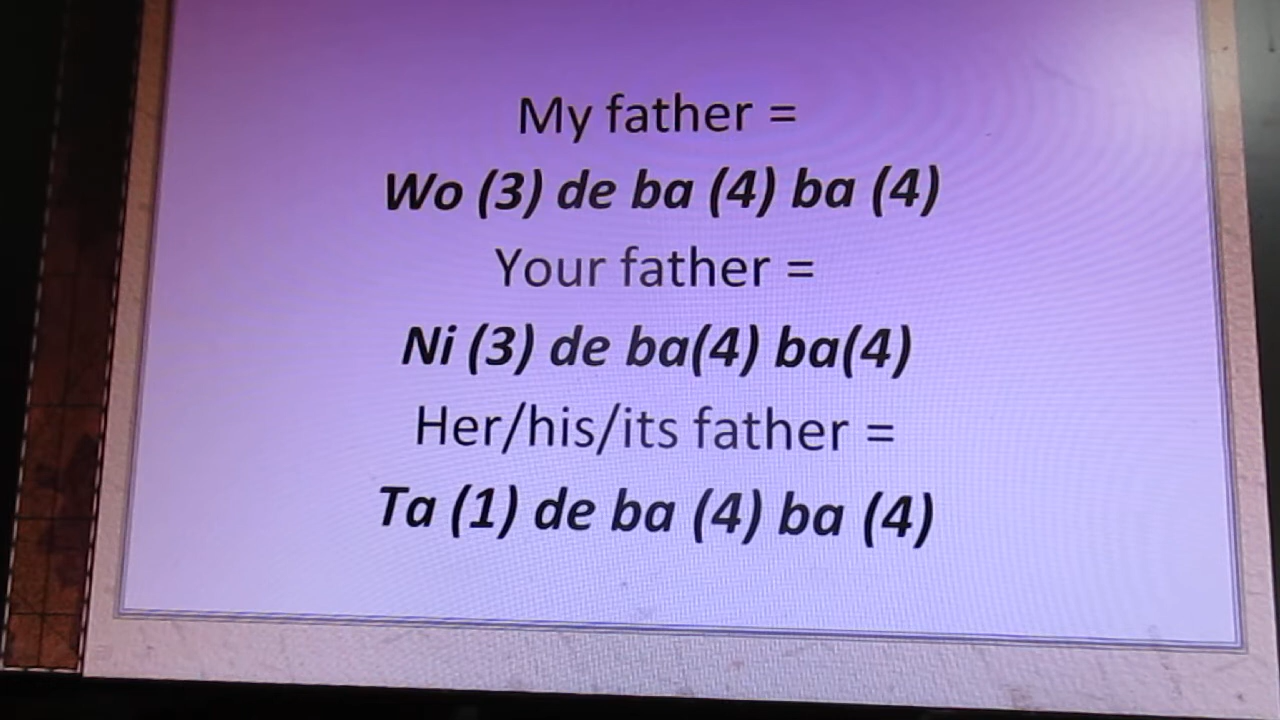 My father =
Wo (3) de ba (4) ba (4)
Your father =
Ni (3) de ba(4) ba(4)
Her/his/its father =
Ta (1) de ba (4) ba (4)